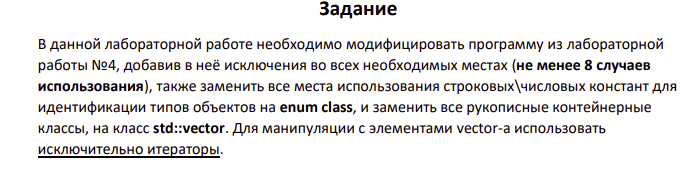 Задание
В данной лабораторной работе необходимо модифицировать программу из лабораторной
работы №4, добавив в неё исключения во всех необходимых местах (не менее 8 случаев
использования), также заменить все места использования строковых\числовых констант для
идентификации типов объектов на enum class, и заменить все рукописные контейнерные
классы, на класс std::vector. Для манипуляции с элементами vector-а использовать
исключительно итераторы.